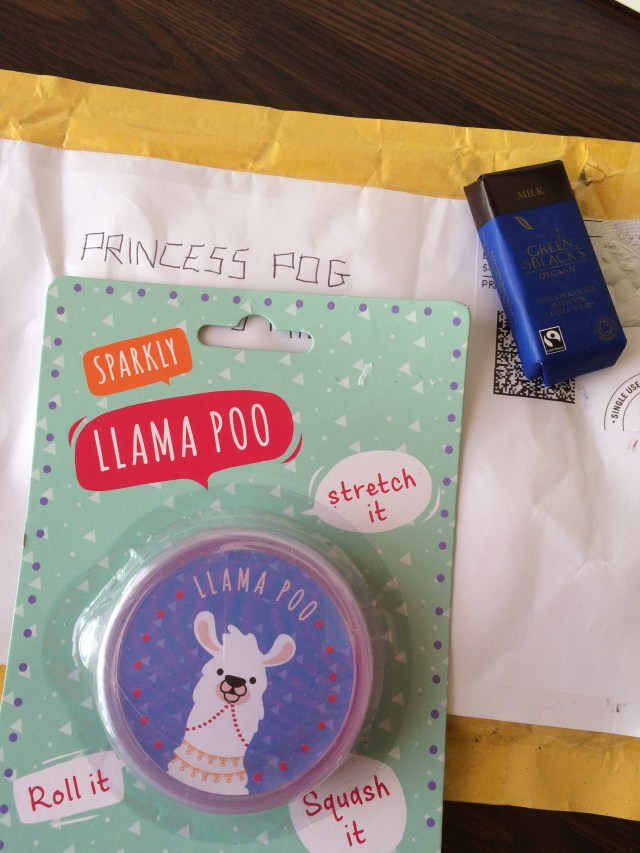 PRINCESS POG
MILK
GREEN
& BLACK'S
ORGANIC
SPARKLY
LLAMA POO
stretch
it
LLAMA POO
Roll it
Squash
it
SINGLE USE